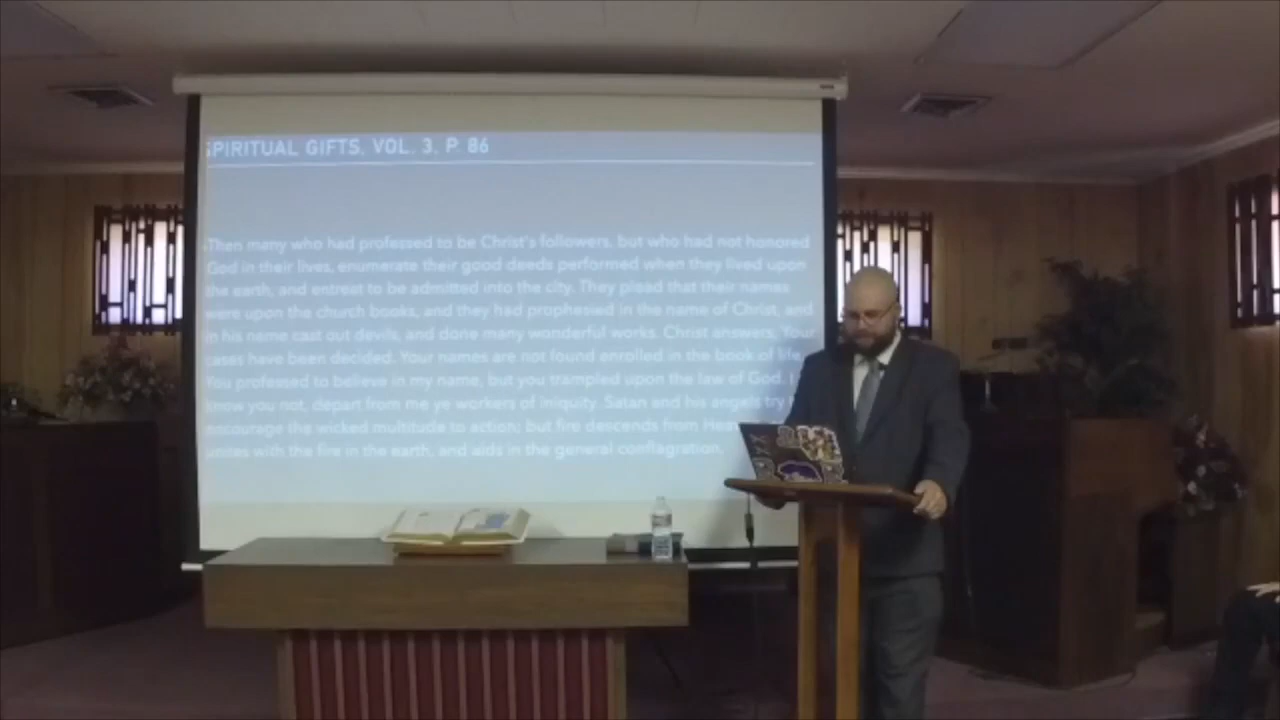 SPIRITUAL GIFTS, VOL. 3, P. 86
Then many who had professed to be Christ's followers, but who had not honored
God in their lives, enumerate their good deeds performed when they lived upon
the earth, and entreat to be admitted into the city. They plead that their names
were upon the church books, and they had prophesied in the name of Christ, and
in his name cast out devils, and done many wonderful works. Christ answers, Your
cases have been decided. Your names are not found enrolled in the book of life.
You professed to believe in my name, but you trampled upon the law of God. I
know you not, depart from me ye workers of iniquity. Satan and his angels try
encourage the wicked multitude to action; but fire descends from
unites with the fire in the earth, and aids in the general conflagration.